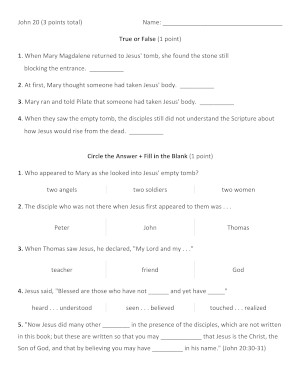 John 20 (3 points total) Name: ______________________________
True or False (1 point)
1. When Mary Magdalene returned to Jesus' tomb, she found the stone still
blocking the entrance. __________
2. At first, Mary thought someone had taken Jesus' body. __________
3. Mary ran and told Pilate that someone had taken Jesus' body. __________
4. When they saw the empty tomb, the disciples still did not understand the Scripture about
how Jesus would rise from the dead. __________
Circle the Answer + Fill in the Blank (1 point)
1. Who appeared to Mary as she looked into Jesus' empty tomb?
two angels two soldiers two women
2. The disciple who was not there when Jesus first appeared to them was . . .
Peter John Thomas
3. When Thomas saw Jesus, he declared, "My Lord and my . . ."
teacher friend God
4. Jesus said, "Blessed are those who have not ______ and yet have _____"
heard . . . understood seen . . . believed touched . . . realized
5. "Now Jesus did many other ________ in the presence of the disciples, which are not written
in this book; but these are written so that you may ____________ that Jesus is the Christ, the
Son of God, and that by believing you may have _________ in his name." (John 20:30-31)